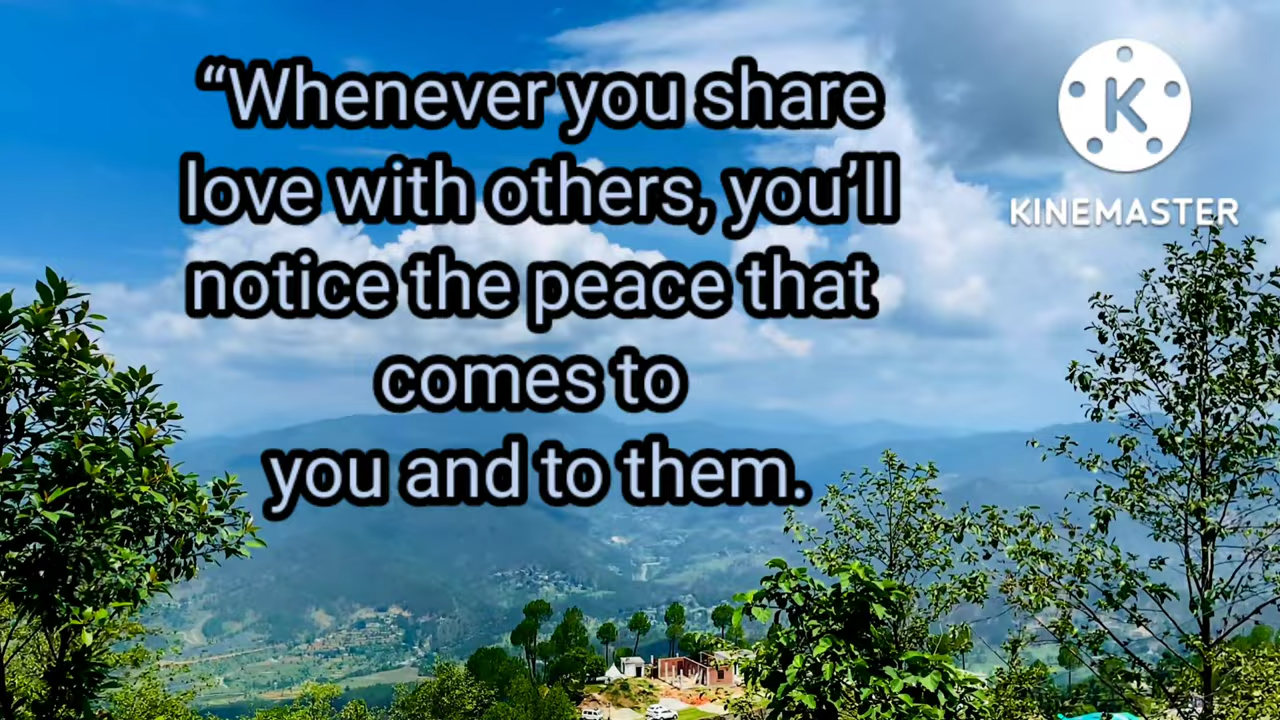 “Whenever you share
love with others, you’ll
notice the peace that
comes to
you and to them.
K
KINEMASTER